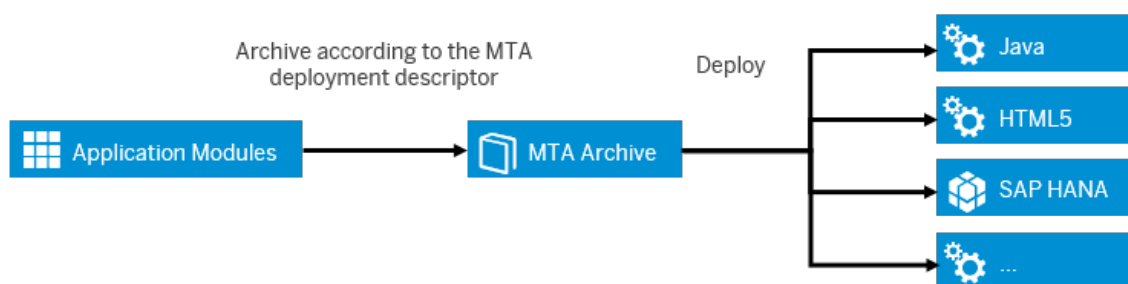 Archive according to the MTA
deployment descriptor
Deploy
Application Modules
MTA Archive
Java
HTML5
SAP HANA
...